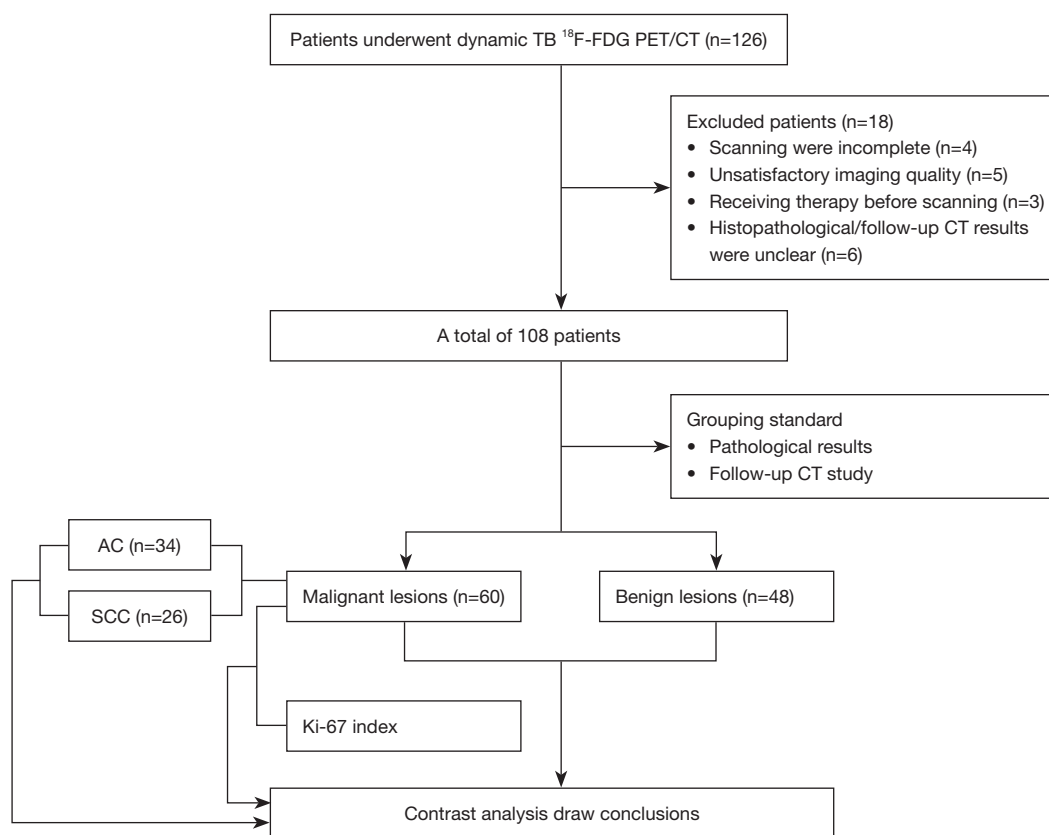 Patients underwent dynamic TB ¹⁸F-FDG PET/CT (n=126)
Excluded patients (n=18)
• Scanning were incomplete (n=4)
• Unsatisfactory imaging quality (n=5)
• Receiving therapy before scanning (n=3)
• Histopathological/follow-up CT results
were unclear (n=6)
A total of 108 patients
Grouping standard
• Pathological results
• Follow-up CT study
AC (n=34)
SCC (n=26)
Malignant lesions (n=60)
Benign lesions (n=48)
Ki-67 index
Contrast analysis draw conclusions